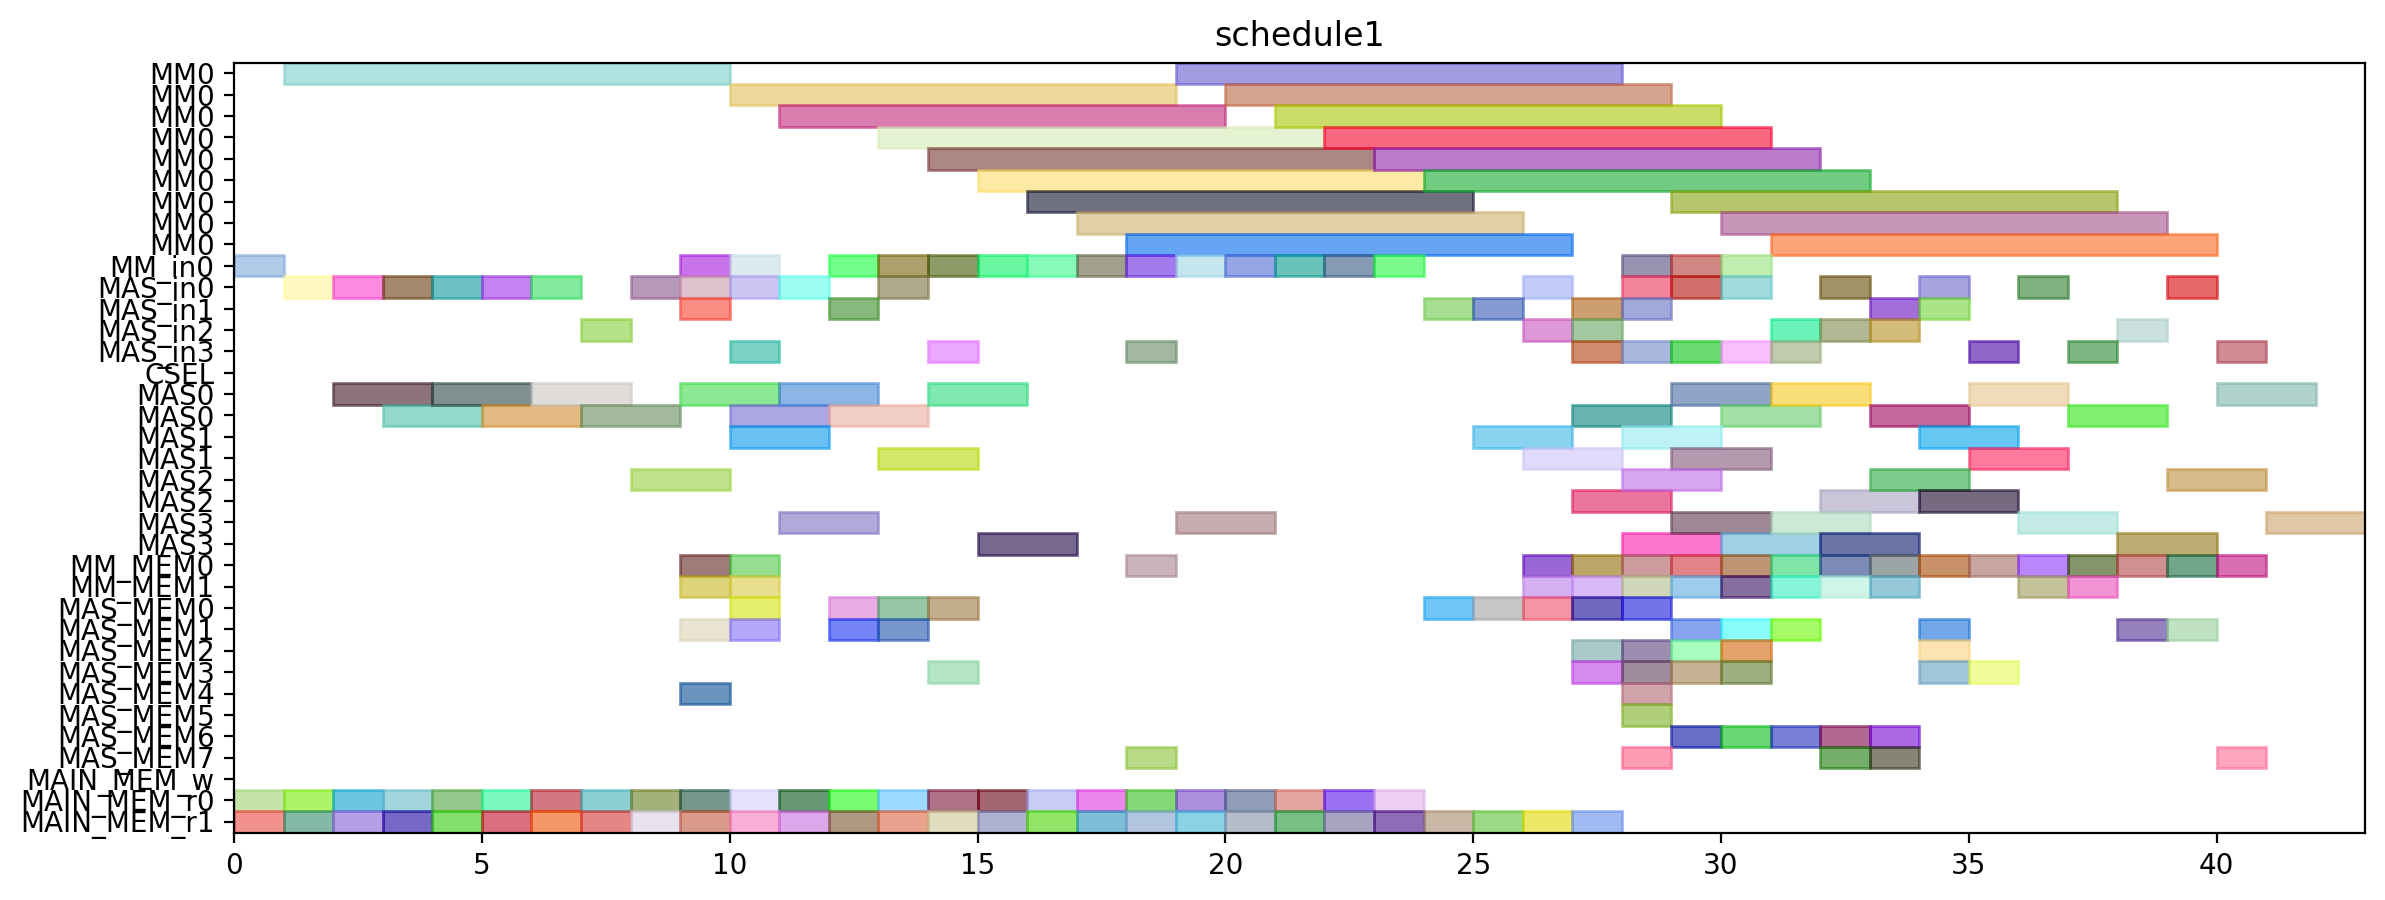 schedule1
MM0
MM0
MM0
MM0
MM0
MM0
MM0
MM0
MM0
MM_in0
MAS_in0
MAS_in1
MAS_in2
MAS_in3
CSEL
MAS0
MAS0
MAS1
MAS1
MAS2
MAS2
MAS3
MAS3
MM_MEM0
MM_MEM1
MAS_MEM0
MAS_MEM1
MAS_MEM2
MAS_MEM3
MAS_MEM4
MAS_MEM5
MAS_MEM6
MAS_MEM7
MAIN_MEM_w
MAIN_MEM_r0
MAIN_MEM_r1
0 5 10 15 20 25 30 35 40